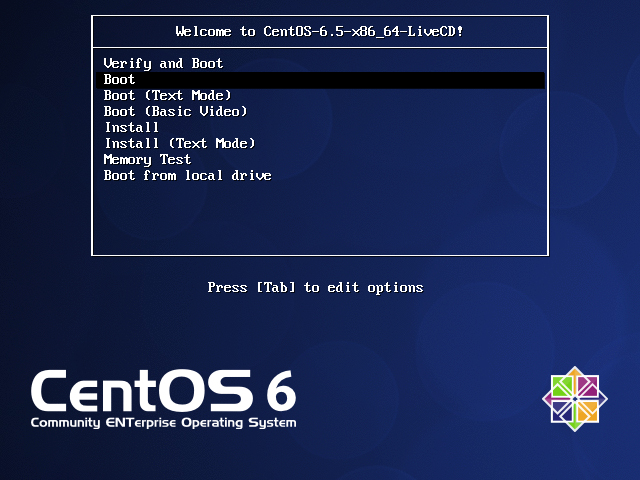 Welcome to CentOS-6.5-x86_64-LiveCD!
Verify and Boot
Boot
Boot (Text Mode)
Boot (Basic Video)
Install
Install (Text Mode)
Memory Test
Boot from local drive
Press [Tab] to edit options
CentOS 6
Community ENTerprise Operating System